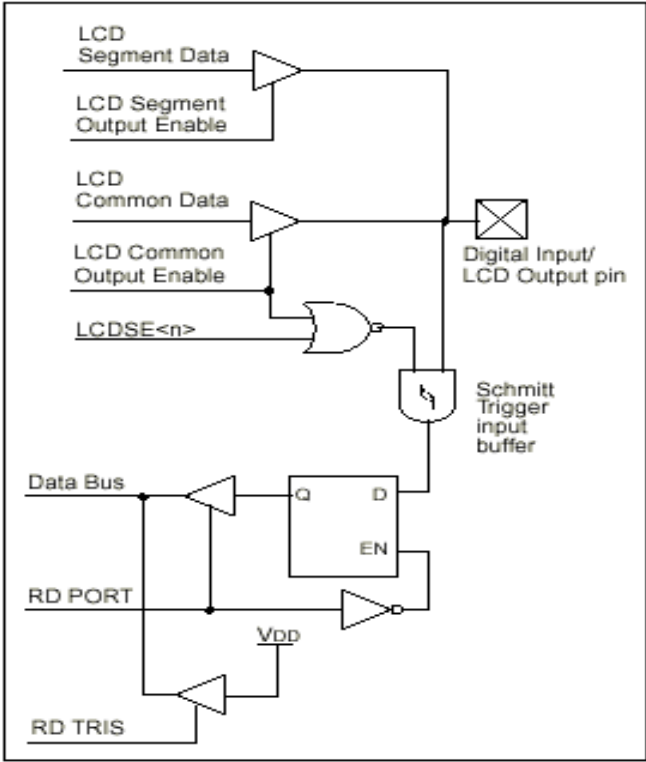 LCD
Segment Data
LCD Segment
Output Enable
LCD
Common Data
LCD Common
Output Enable
Digital Input/
LCD Output pin
LCDSE<n>
Schmitt
Trigger
input
buffer
Data Bus
Q
D
EN
RD PORT
VDD
RD TRIS